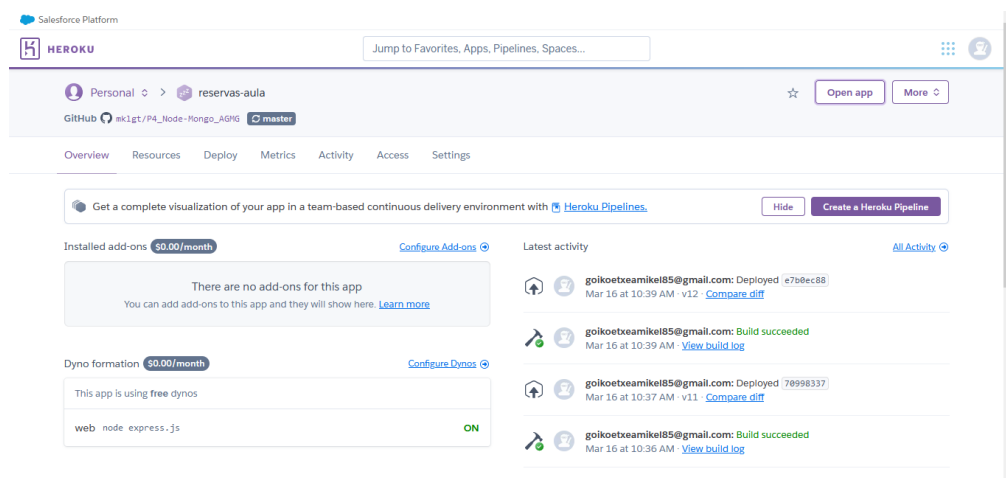 Salesforce Platform
HEROKU
Jump to Favorites, Apps, Pipelines, Spaces...
Personal > reservas-aula
Open app
More
GitHub mklgt/P4_Node-Mongo_AGMG master
Overview Resources Deploy Metrics Activity Access Settings
Get a complete visualization of your app in a team-based continuous delivery environment with Heroku Pipelines.
Hide
Create a Heroku Pipeline
Installed add-ons $0.00/month
Configure Add-ons
There are no add-ons for this app
You can add add-ons to this app and they will show here. Learn more
Dyno formation $0.00/month
Configure Dynos
This app is using free dynos
web node express.js ON
Latest activity
All Activity
goikoetxeamikel85@gmail.com: Deployed e7b0ec88
Mar 16 at 10:39 AM · v12 · Compare diff
goikoetxeamikel85@gmail.com: Build succeeded
Mar 16 at 10:39 AM · View build log
goikoetxeamikel85@gmail.com: Deployed 70998337
Mar 16 at 10:37 AM · v11 · Compare diff
goikoetxeamikel85@gmail.com: Build succeeded
Mar 16 at 10:36 AM · View build log